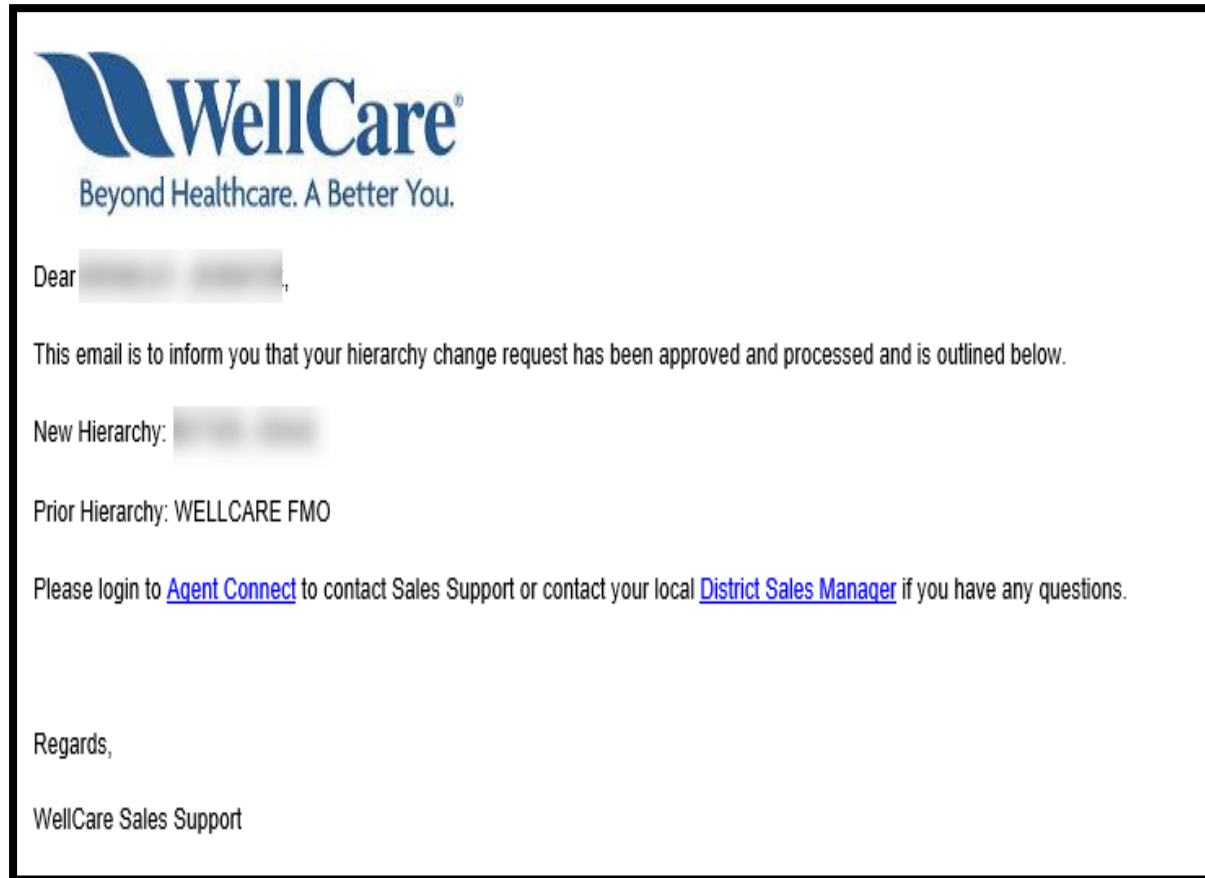 WellCare®
Beyond Healthcare. A Better You.
Dear ,
This email is to inform you that your hierarchy change request has been approved and processed and is outlined below.
New Hierarchy:
Prior Hierarchy: WELLCARE FMO
Please login to Agent Connect to contact Sales Support or contact your local District Sales Manager if you have any questions.
Regards,
WellCare Sales Support